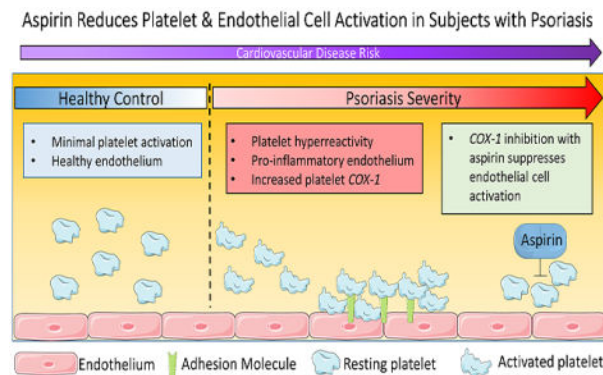 Aspirin Reduces Platelet & Endothelial Cell Activation in Subjects with Psoriasis
Cardiovascular Disease Risk
Healthy Control
Psoriasis Severity
• Minimal platelet activation
• Healthy endothelium
• Platelet hyperreactivity
• Pro-inflammatory endothelium
• Increased platelet COX-1
• COX-1 inhibition with
aspirin suppresses
endothelial cell
activation
Aspirin
Endothelium
Adhesion Molecule
Resting platelet
Activated platelet